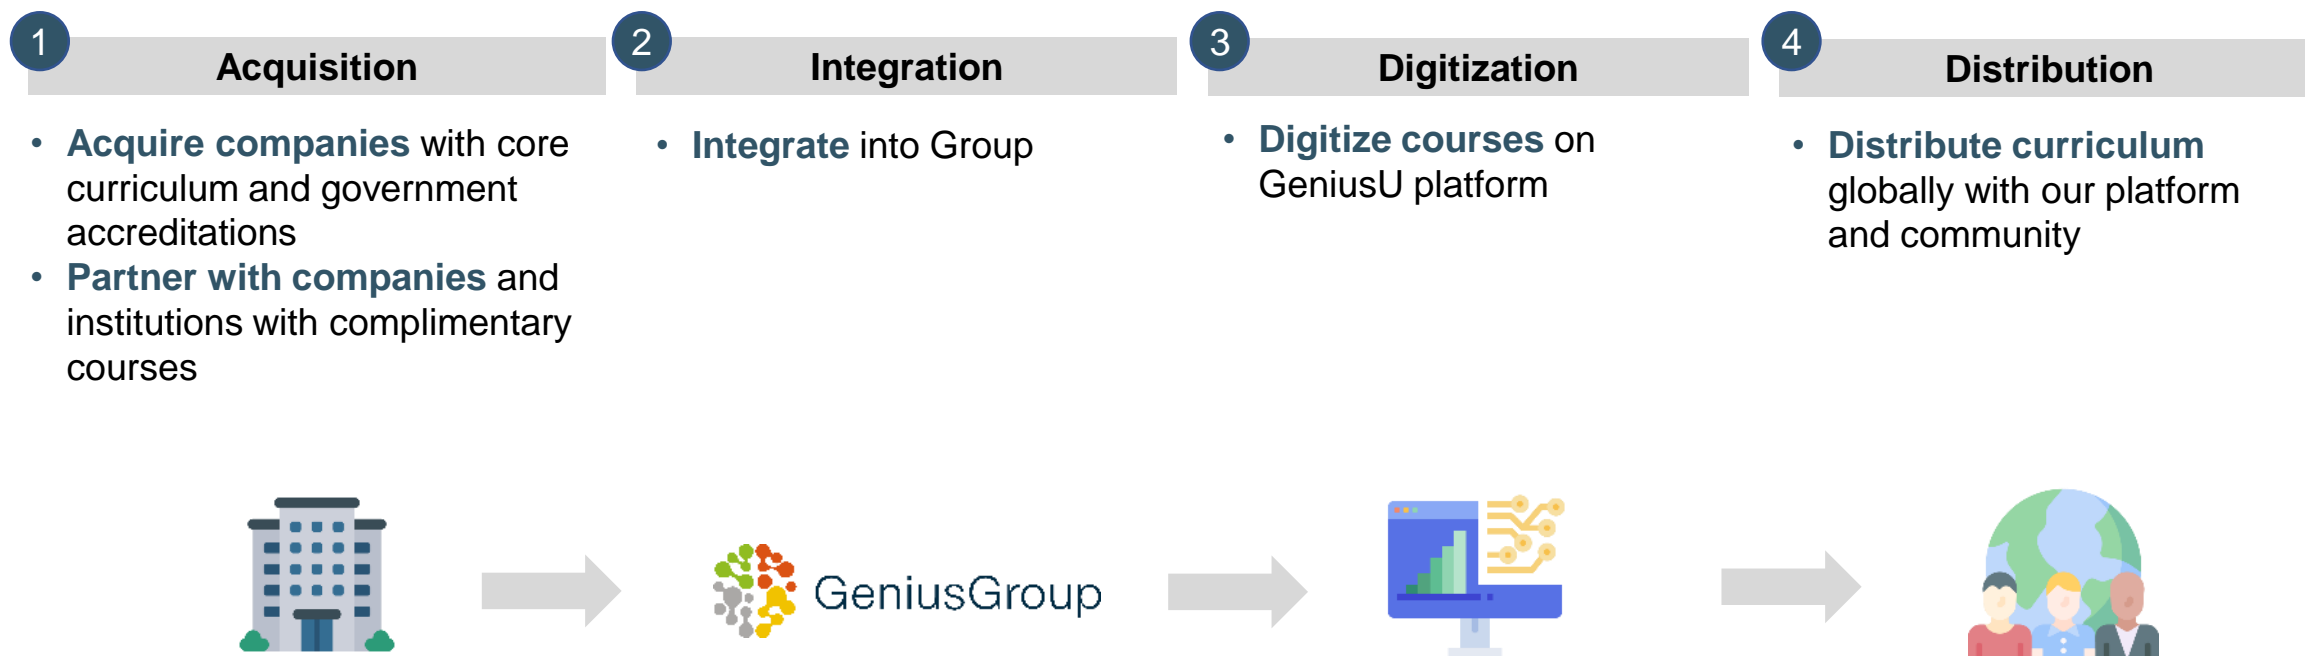 1
Acquisition
• Acquire companies with core
curriculum and government
accreditations
• Partner with companies and
institutions with complimentary
courses
2
Integration
• Integrate into Group
3
Digitization
• Digitize courses on
GeniusU platform
4
Distribution
• Distribute curriculum
globally with our platform
and community
GeniusGroup